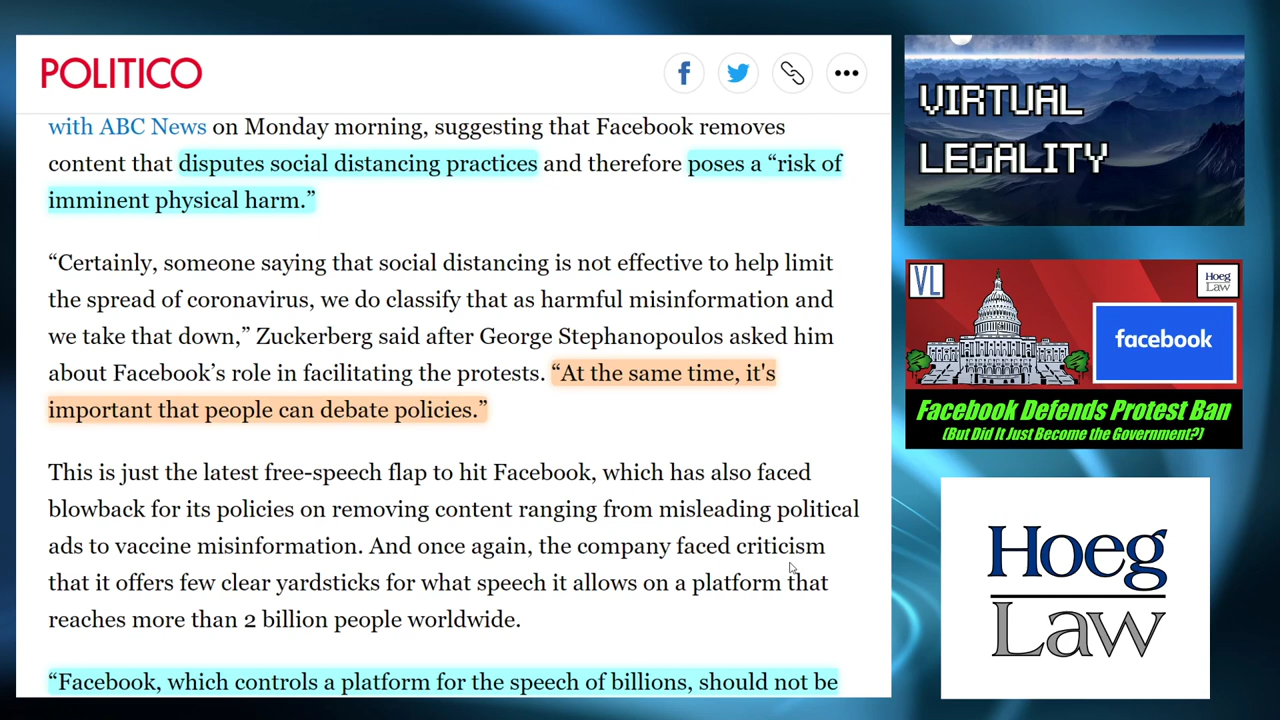 POLITICO
with ABC News on Monday morning, suggesting that Facebook removes
content that disputes social distancing practices and therefore poses a “risk of
imminent physical harm.”
“Certainly, someone saying that social distancing is not effective to help limit
the spread of coronavirus, we do classify that as harmful misinformation and
we take that down,” Zuckerberg said after George Stephanopoulos asked him
about Facebook’s role in facilitating the protests. “At the same time, it's
important that people can debate policies.”
This is just the latest free-speech flap to hit Facebook, which has also faced
blowback for its policies on removing content ranging from misleading political
ads to vaccine misinformation. And once again, the company faced criticism
that it offers few clear yardsticks for what speech it allows on a platform that
reaches more than 2 billion people worldwide.
“Facebook, which controls a platform for the speech of billions, should not be
VIRTUAL
LEGALITY
VL
Hoeg
Law
facebook
Facebook Defends Protest Ban
(But Did It Just Become the Government?)
Hoeg
Law